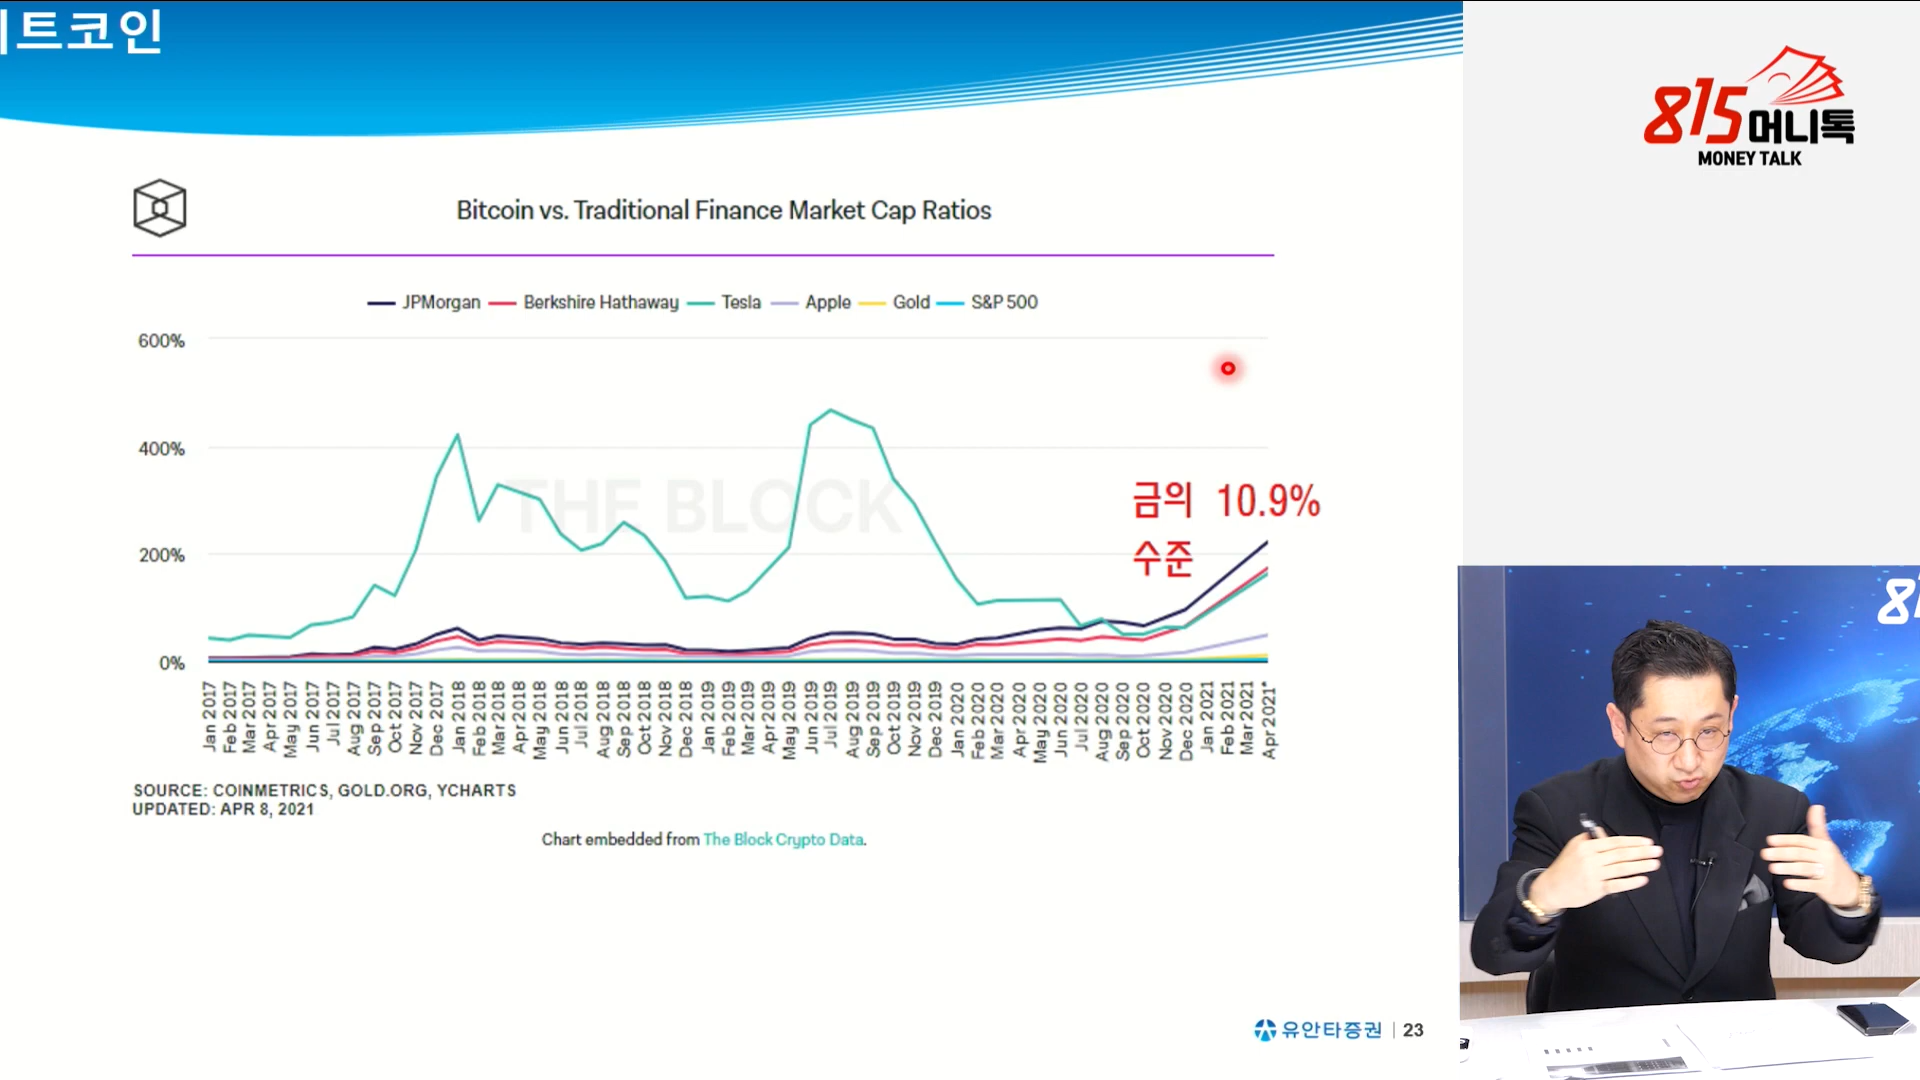 트코인
815머니톡
MONEY TALK
Bitcoin vs. Traditional Finance Market Cap Ratios
JPMorgan Berkshire Hathaway Tesla Apple Gold S&P 500
600%
400%
200%
0%
THE BLOCK
금의 10.9%
수준
Jan 2017
Feb 2017
Mar 2017
Apr 2017
May 2017
Jun 2017
Jul 2017
Aug 2017
Sep 2017
Oct 2017
Nov 2017
Dec 2017
Jan 2018
Feb 2018
Mar 2018
Apr 2018
May 2018
Jun 2018
Jul 2018
Aug 2018
Sep 2018
Oct 2018
Nov 2018
Dec 2018
Jan 2019
Feb 2019
Mar 2019
Apr 2019
May 2019
Jun 2019
Jul 2019
Aug 2019
Sep 2019
Oct 2019
Nov 2019
Dec 2019
Jan 2020
Feb 2020
Mar 2020
Apr 2020
May 2020
Jun 2020
Jul 2020
Aug 2020
Sep 2020
Oct 2020
Nov 2020
Dec 2020
Jan 2021
Feb 2021
Mar 2021
Apr 2021*
SOURCE: COINMETRICS, GOLD.ORG, YCHARTS
UPDATED: APR 8, 2021
Chart embedded from The Block Crypto Data.
유안타증권 | 23